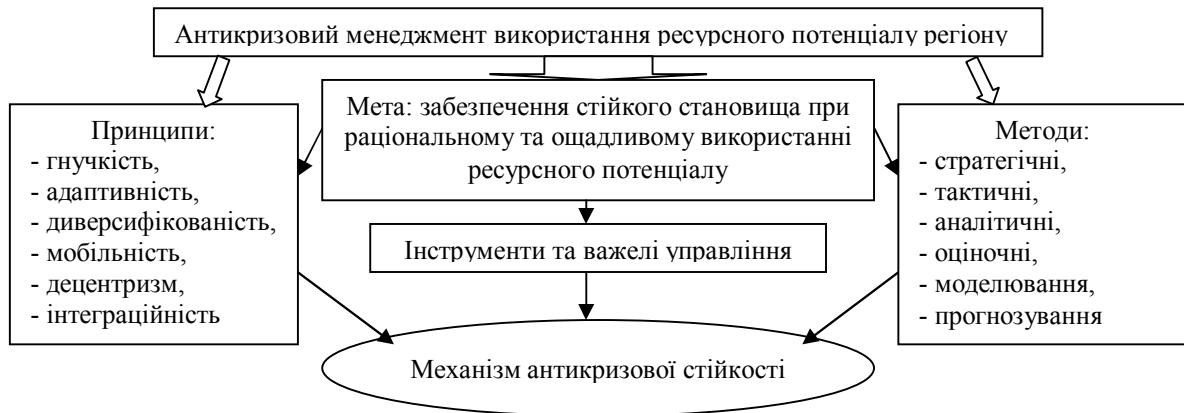 Антикризовий менеджмент використання ресурсного потенціалу регіону
Принципи:
- гнучкість,
- адаптивність,
- диверсифікованість,
- мобільність,
- децентризм,
- інтеграційність
Мета: забезпечення стійкого становища при
раціональному та ощадливому використанні
ресурсного потенціалу
Інструменти та важелі управління
Методи:
- стратегічні,
- тактичні,
- аналітичні,
- оціночні,
- моделювання,
- прогнозування
Механізм антикризової стійкості